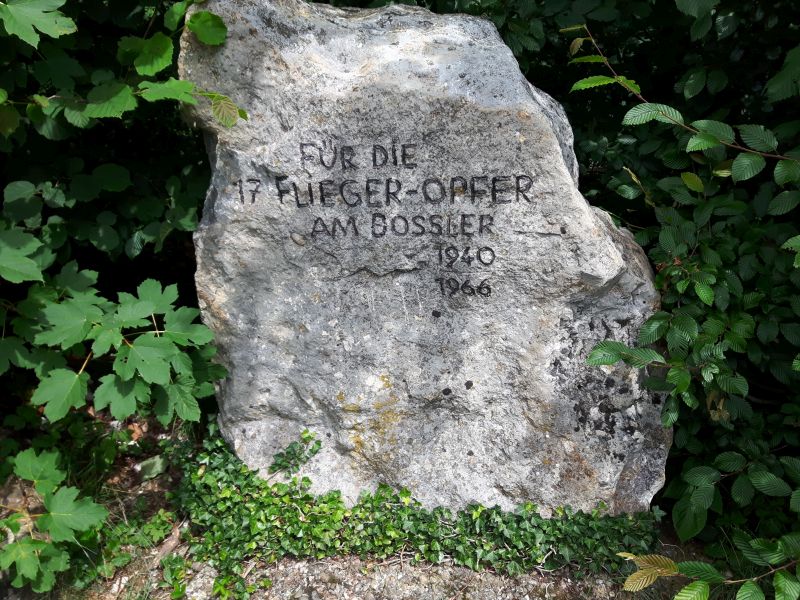 FÜR DIE
17 FLIEGER-OPFER
AM BOSSLER
1940
1966